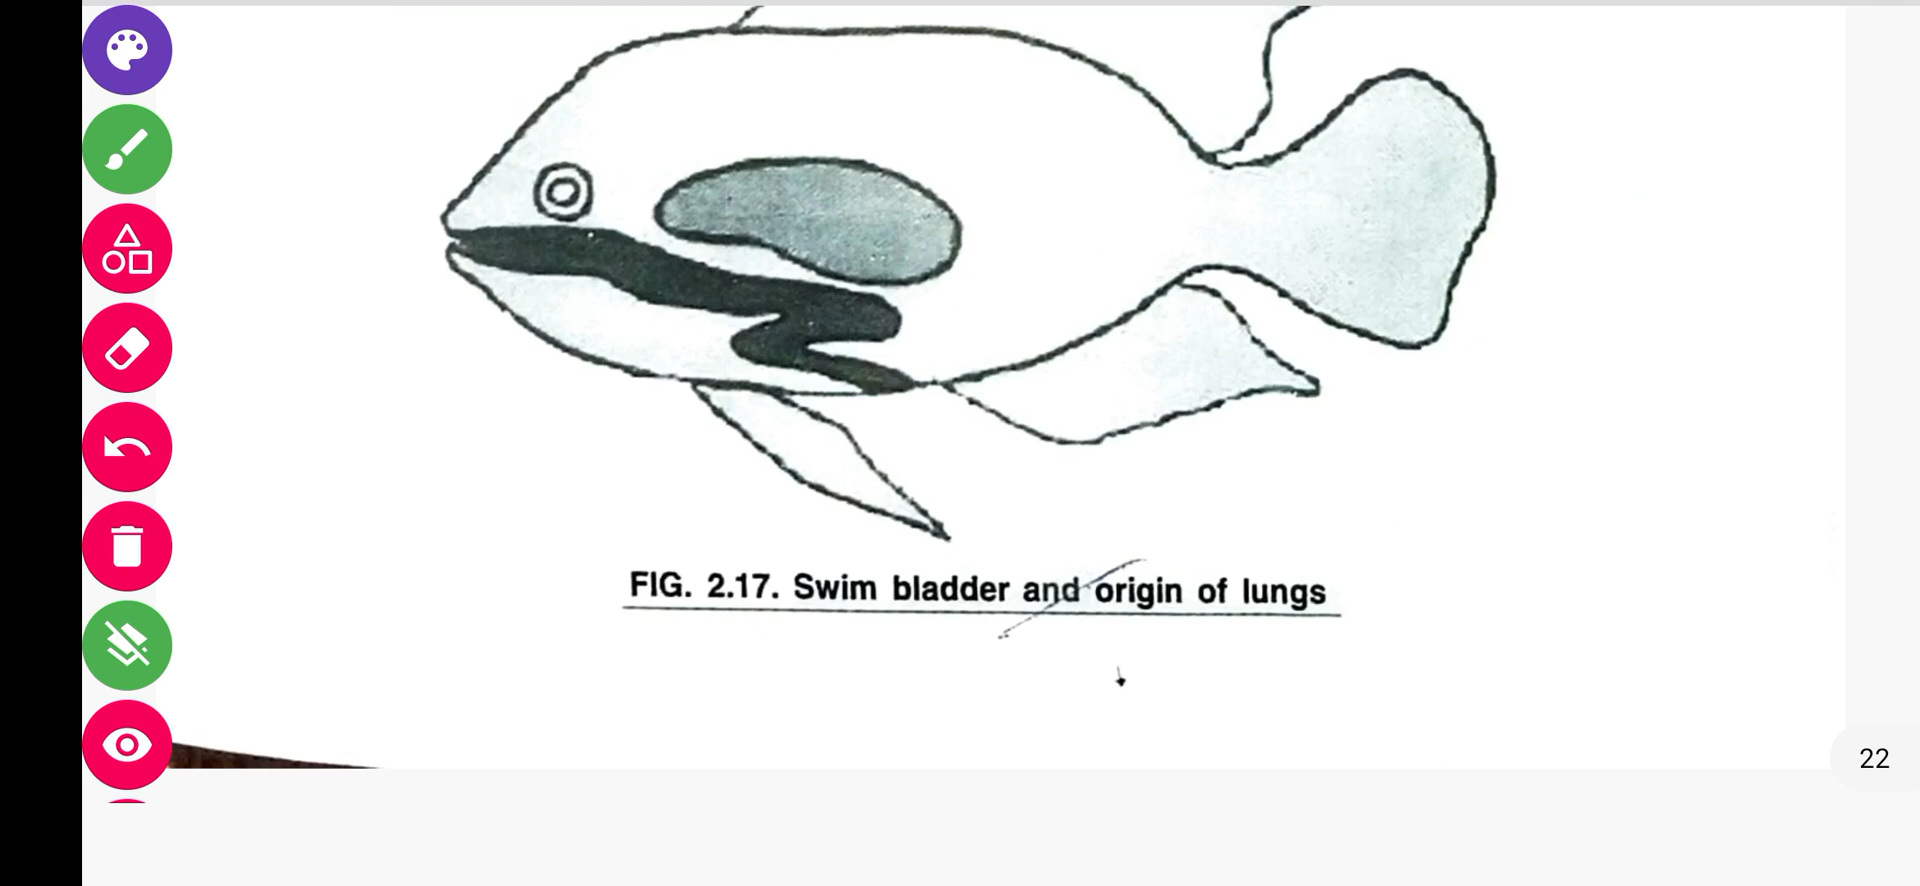 FIG. 2.17. Swim bladder and origin of lungs
22